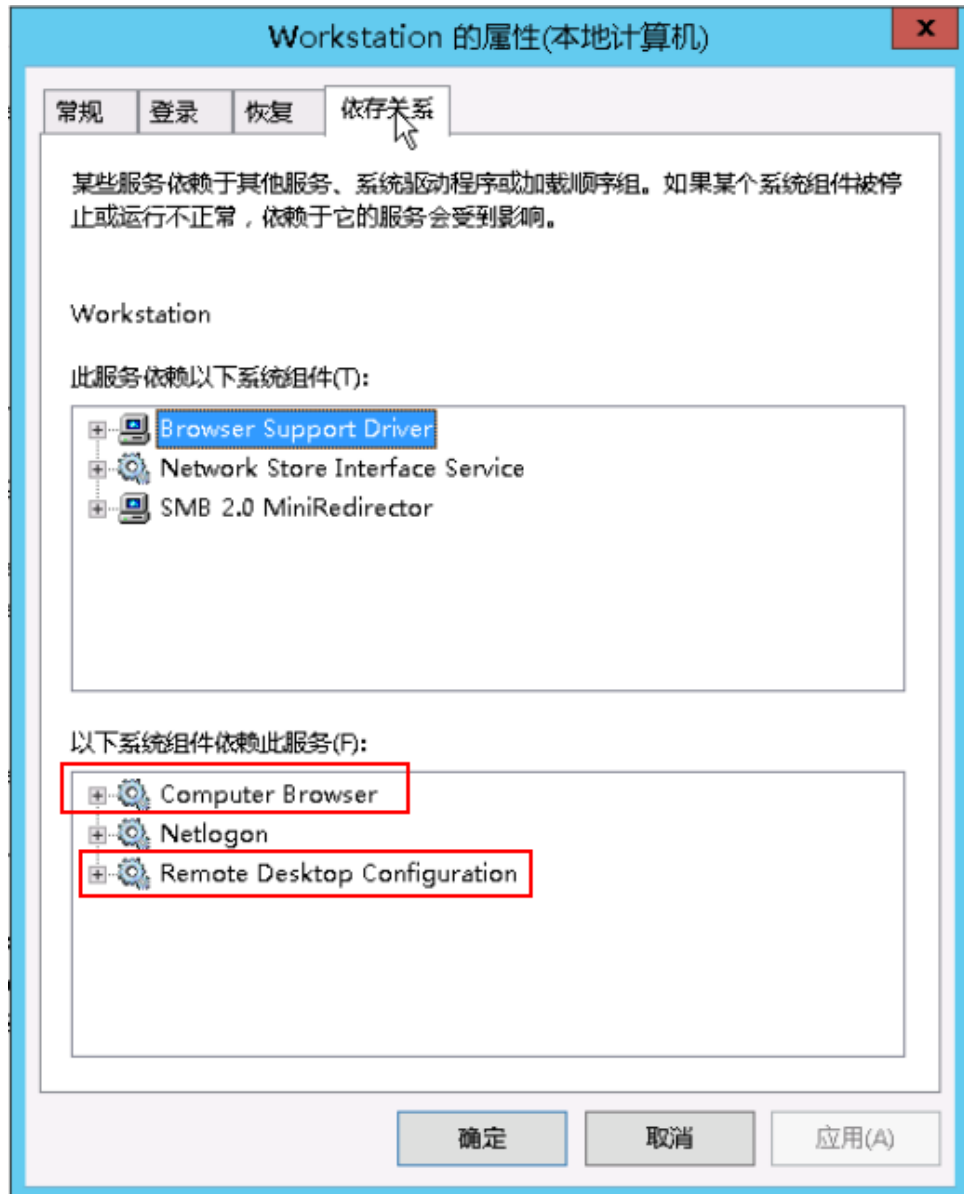 Workstation 的属性(本地计算机)
x
常规 登录 恢复 依存关系
某些服务依赖于其他服务、系统驱动程序或加载顺序组。如果某个系统组件被停
止或运行不正常，依赖于它的服务会受到影响。
Workstation
此服务依赖以下系统组件(T):
Browser Support Driver
Network Store Interface Service
SMB 2.0 MiniRedirector
以下系统组件依赖此服务(F):
Computer Browser
Netlogon
Remote Desktop Configuration
确定 取消 应用(A)